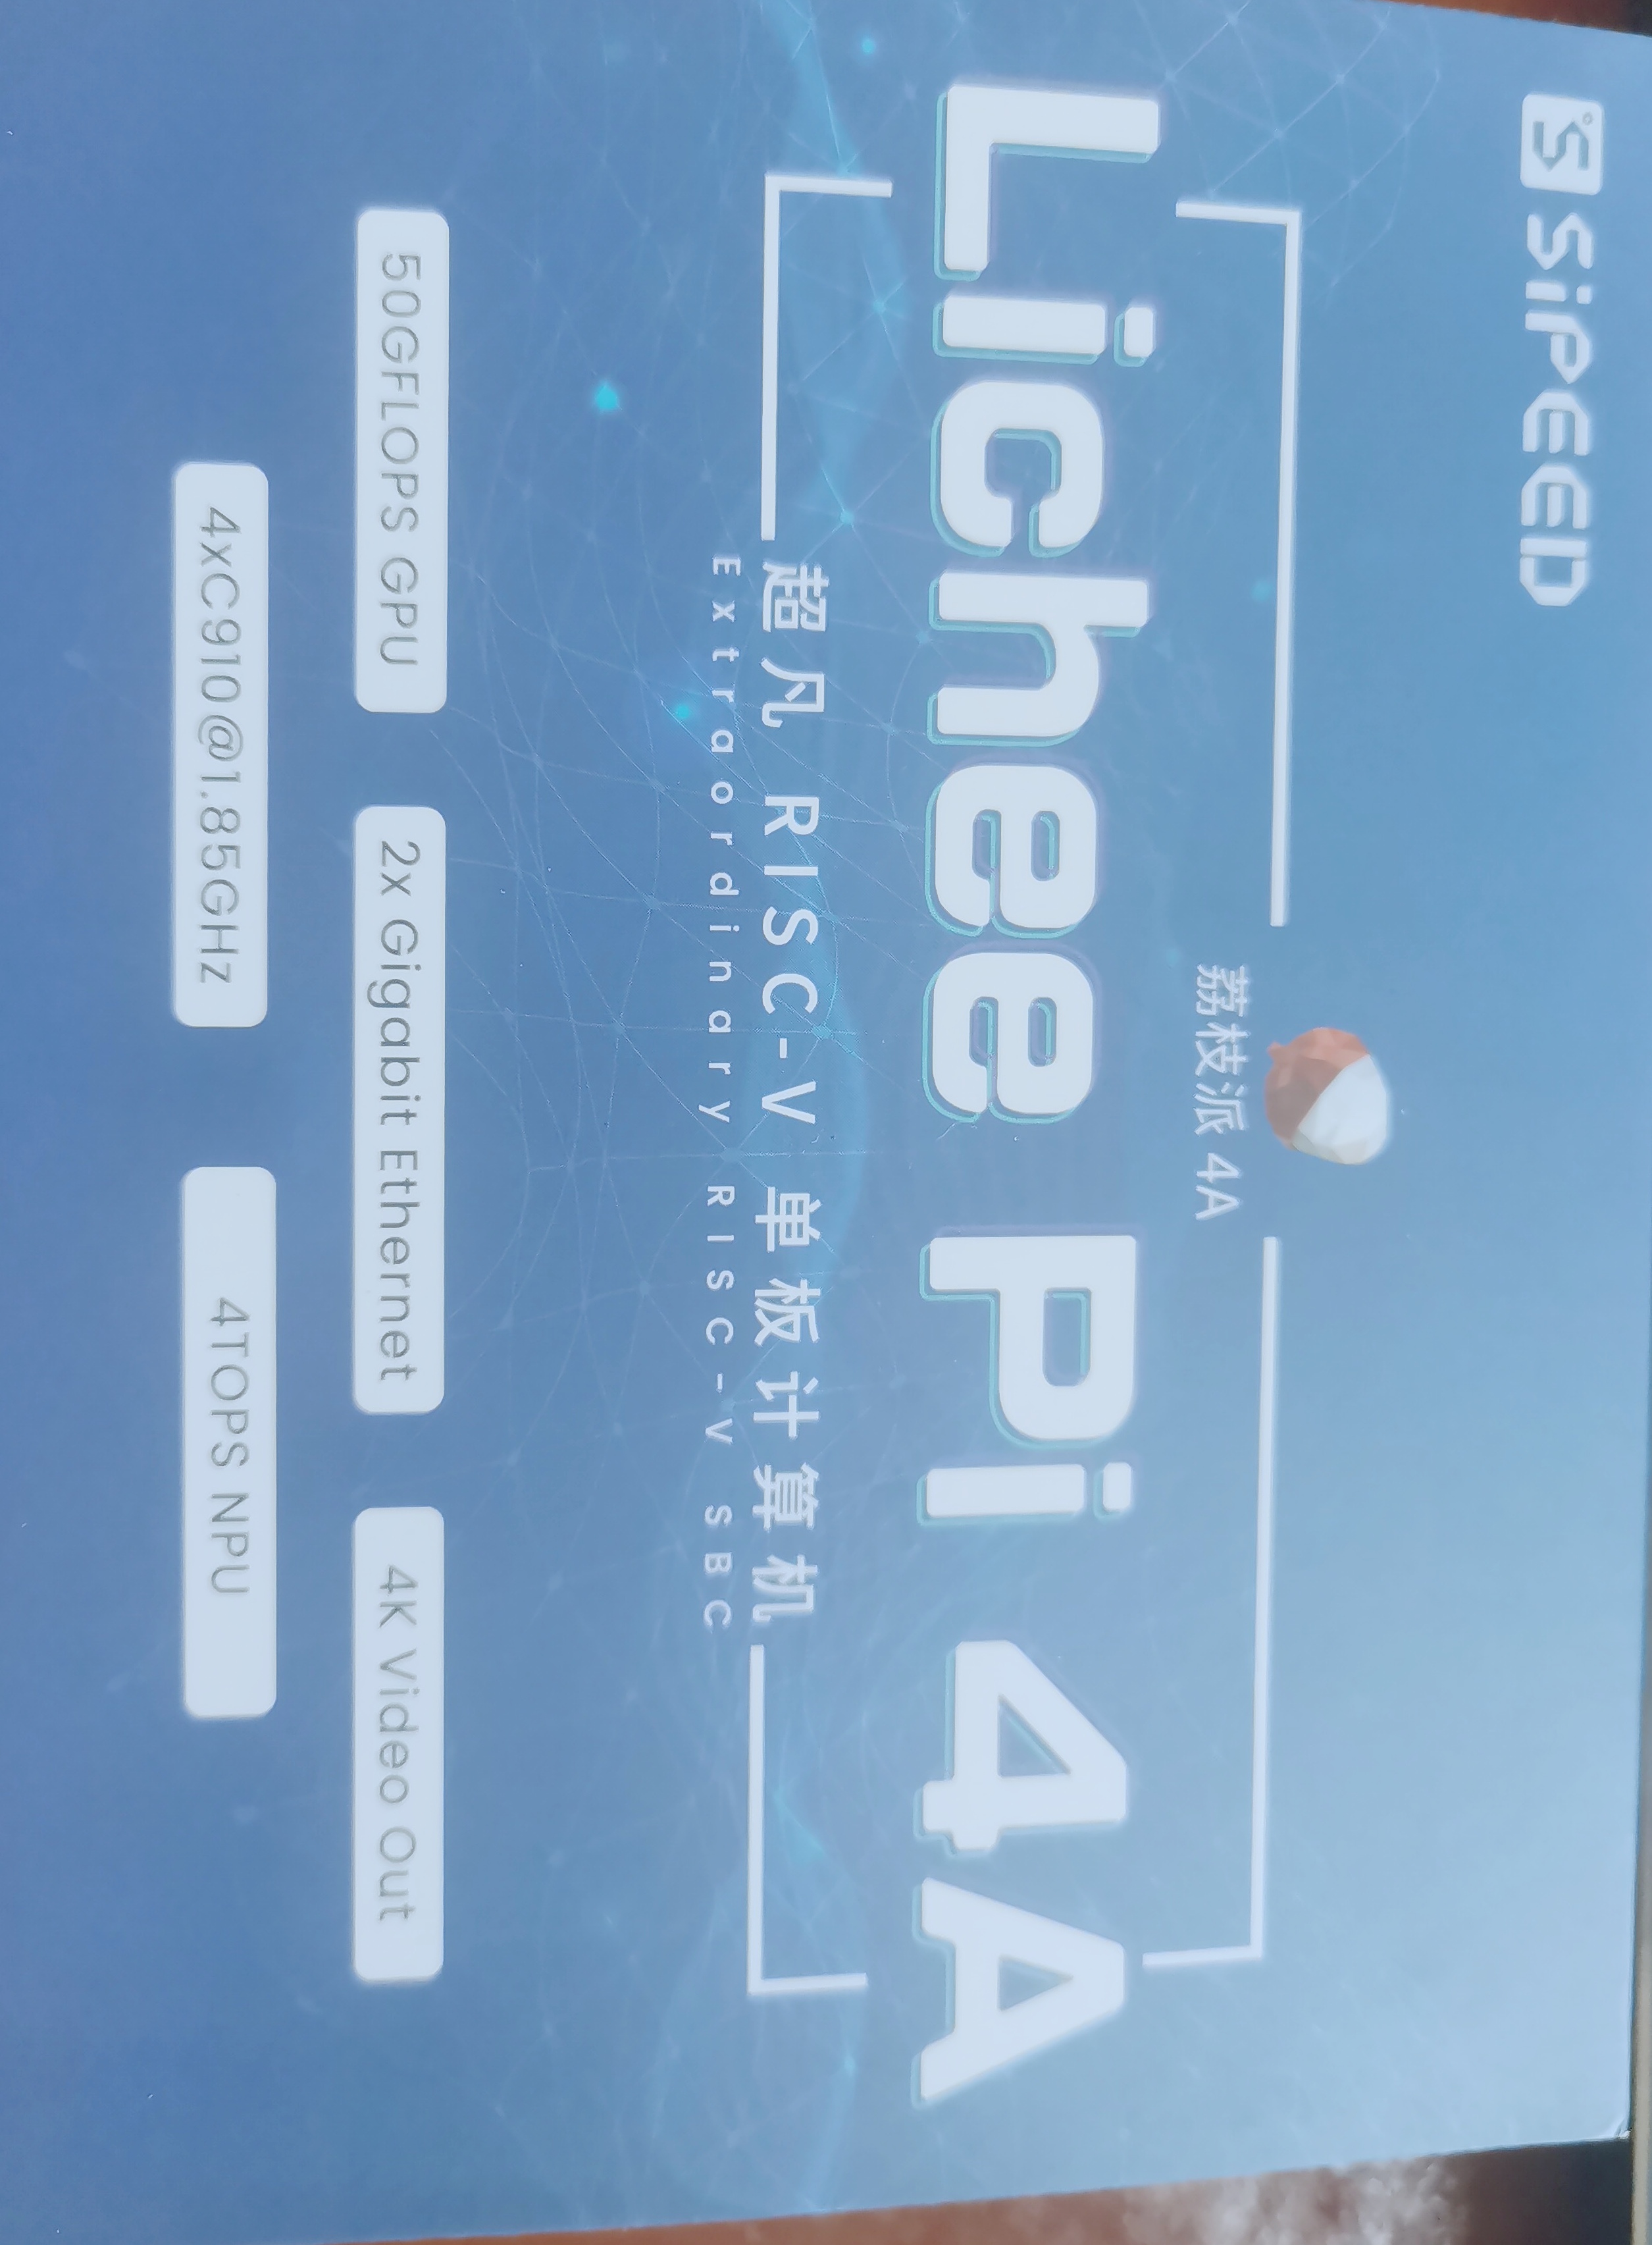 SiPEED
荔枝派 4A
Lichee Pi 4A
超凡 RISC-V 单板计算机
Extraordinary RISC-V SBC
50GFLOPS GPU
2x Gigabit Ethernet
4K Video Out
4xC910@1.85GHz
4TOPS NPU